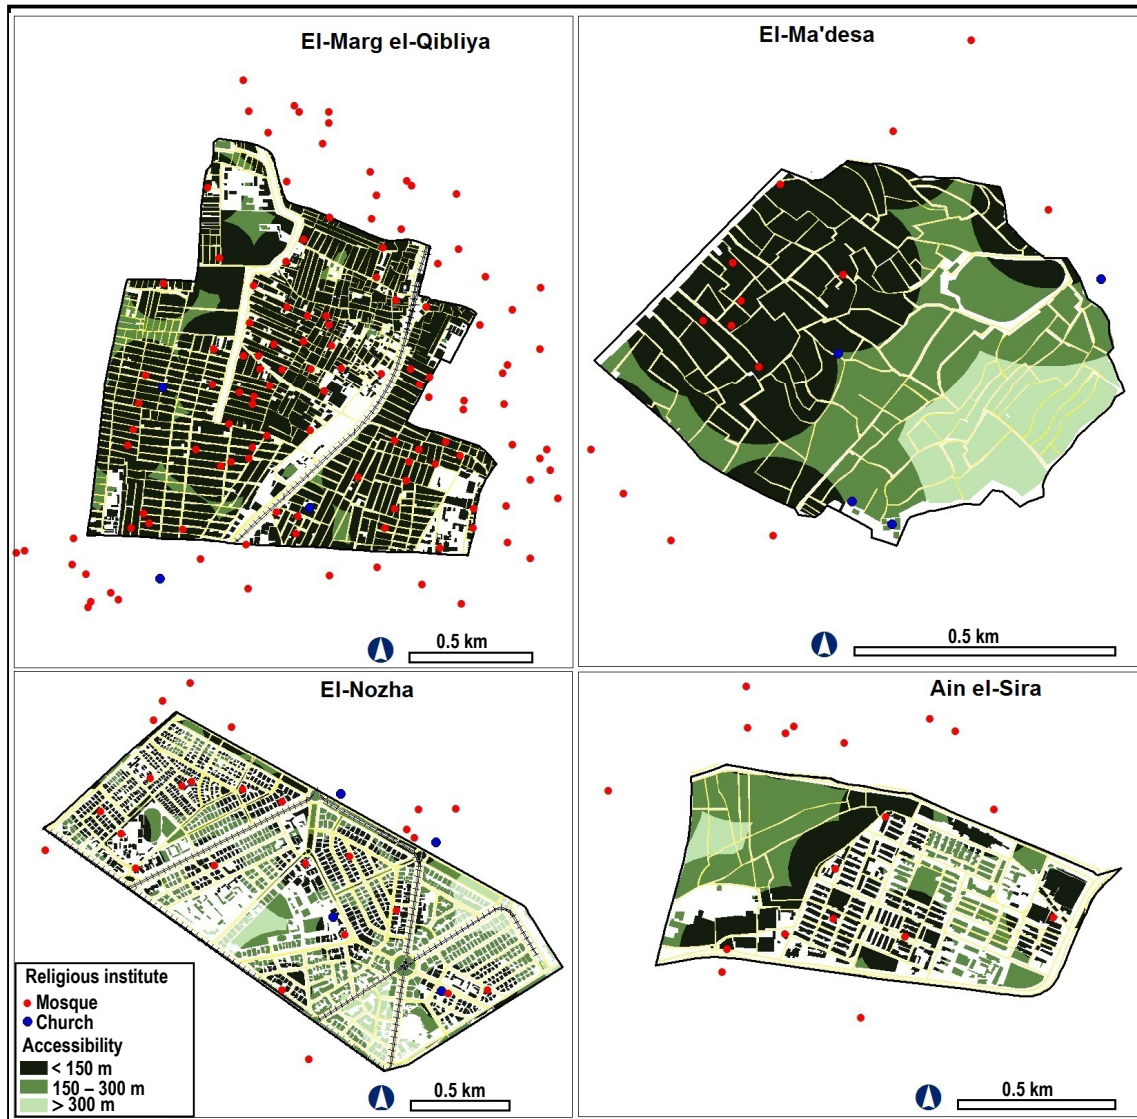 El-Marg el-Qibliya
0.5 km
El-Ma'desa
0.5 km
El-Nozha
0.5 km
Religious institute
Mosque
Church
Accessibility
< 150 m
150 – 300 m
> 300 m
Ain el-Sira
0.5 km